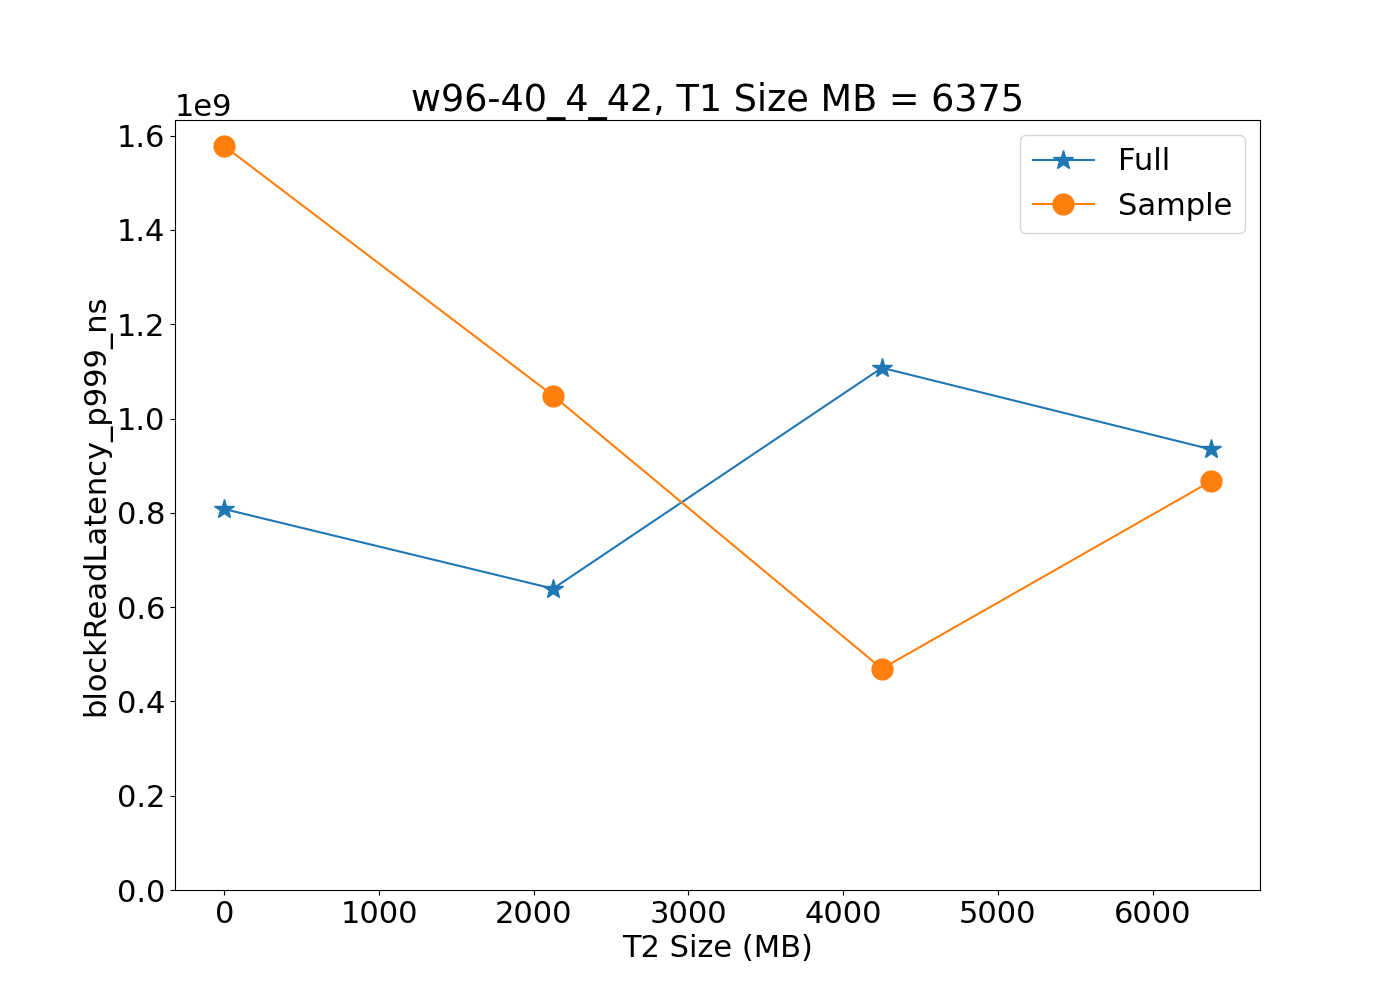 w96-40_4_42, T1 Size MB = 6375
1e9
1.6
1.4
1.2
1.0
0.8
0.6
0.4
0.2
0.0
blockReadLatency_p999_ns
Full
Sample
0 1000 2000 3000 4000 5000 6000
T2 Size (MB)